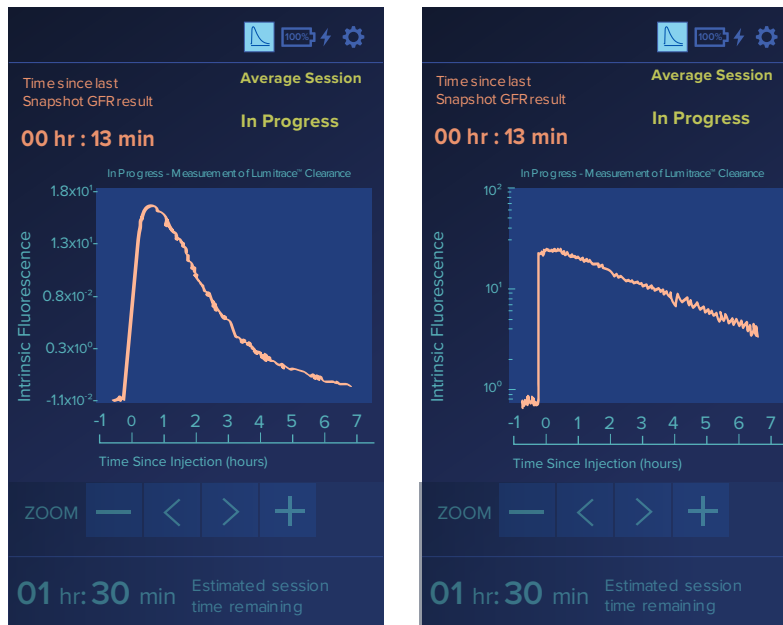 100%
Time since last
Snapshot GFR result
00 hr : 13 min
Average Session
In Progress
In Progress - Measurement of Lumitrace™ Clearance
Intrinsic Fluorescence
1.8x10¹
1.3x10¹
0.8x10⁻²
0.3x10⁰
-1.1x10⁻²
-1 0 1 2 3 4 5 6 7
Time Since Injection (hours)
ZOOM — < > +
01 hr: 30 min
Estimated session
time remaining
100%
Time since last
Snapshot GFR result
00 hr : 13 min
Average Session
In Progress
In Progress - Measurement of Lumitrace™ Clearance
Intrinsic Fluorescence
10²
10¹
10⁰
-1 0 1 2 3 4 5 6 7
Time Since Injection (hours)
ZOOM — < > +
01 hr: 30 min
Estimated session
time remaining